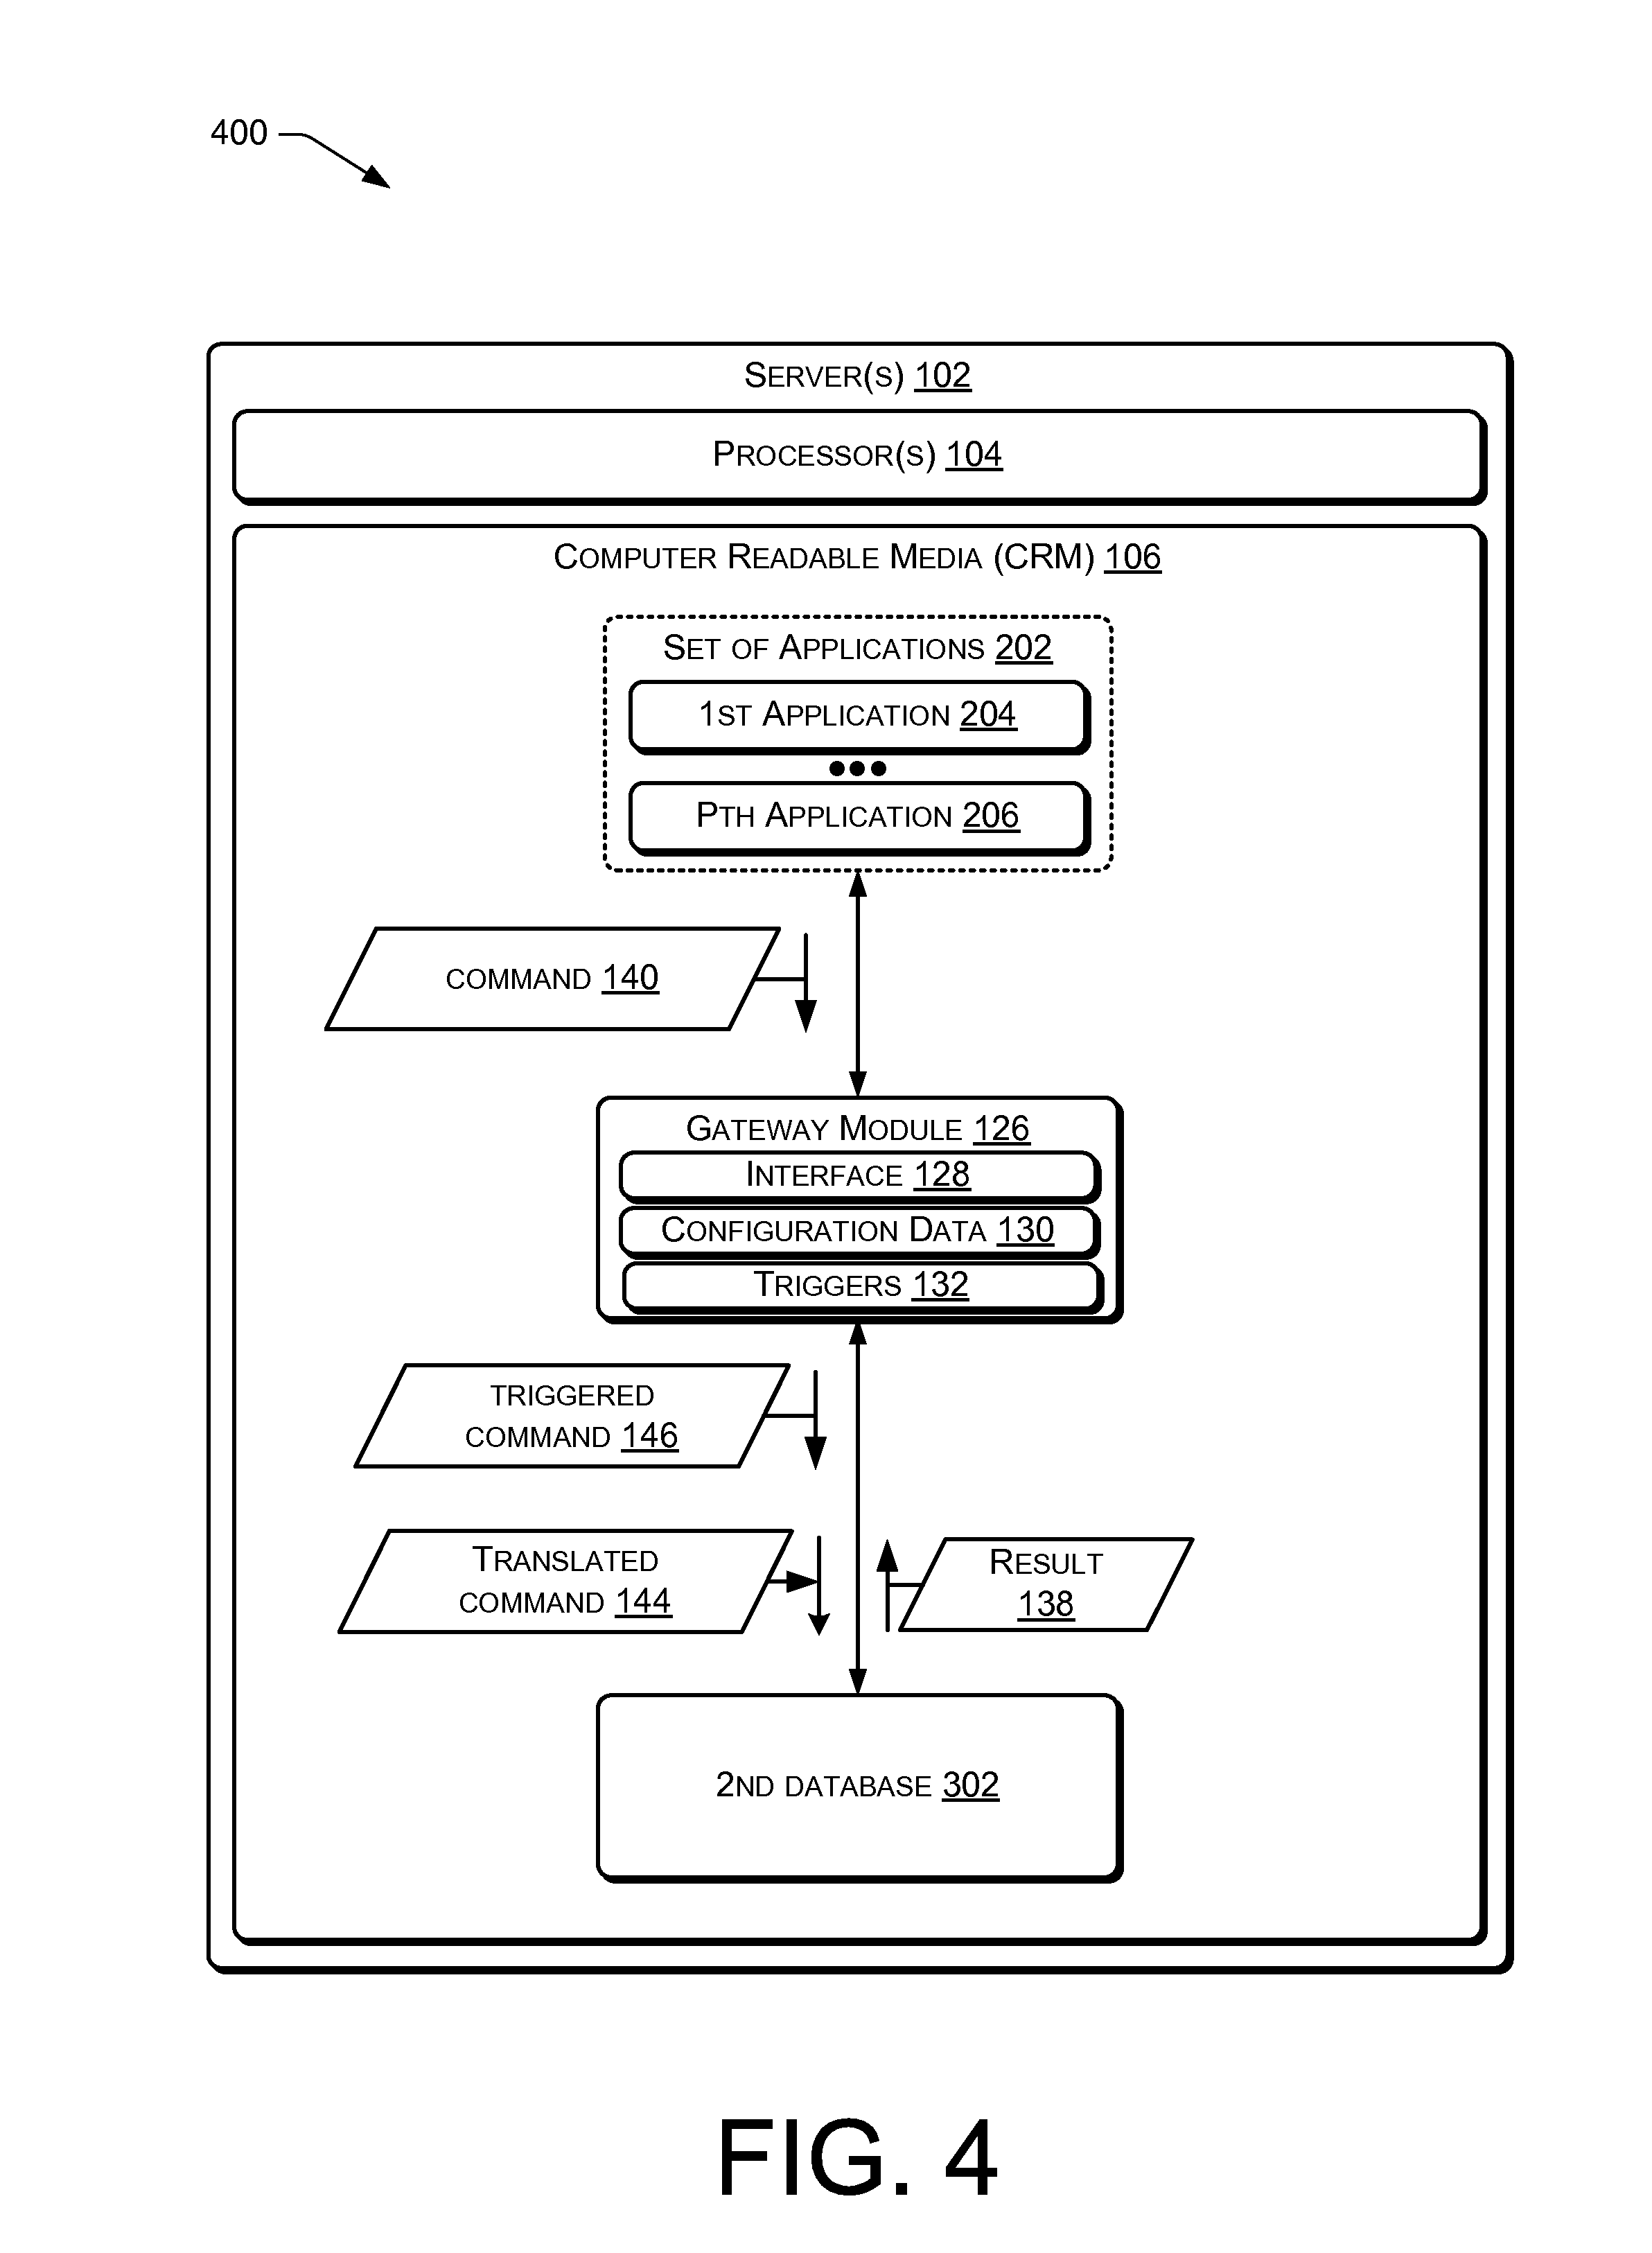 400
Server(s) 102
Processor(s) 104
Computer Readable Media (CRM) 106
Set of Applications 202
1st Application 204
Pth Application 206
command 140
Gateway Module 126
Interface 128
Configuration Data 130
Triggers 132
triggered
command 146
Translated
command 144
Result
138
2nd database 302
FIG. 4